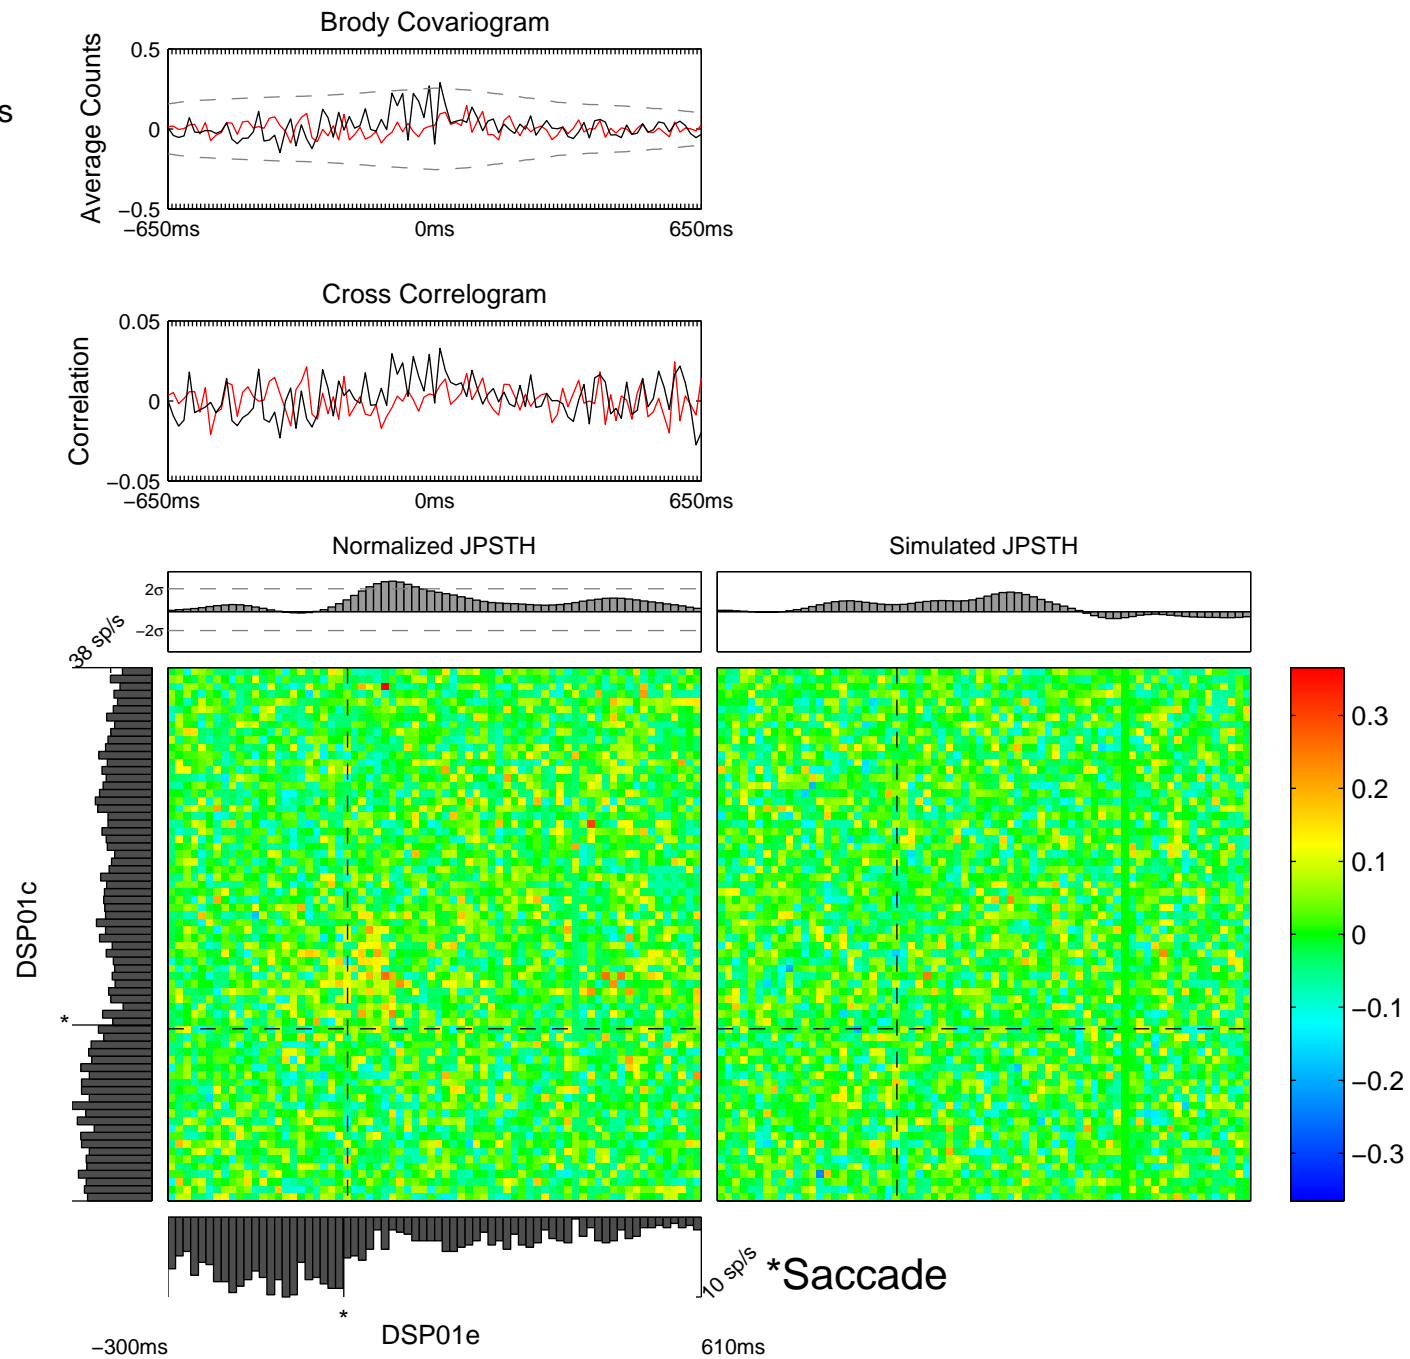 Brody Covariogram
s
Average Counts
0.5
0
−0.5
−650ms
0ms
650ms
Cross Correlogram
Correlation
0.05
0
−0.05
−650ms
0ms
650ms
Normalized JPSTH
Simulated JPSTH
2σ
−2σ
38 sp/s
DSP01c
*
0.3
0.2
0.1
0
−0.1
−0.2
−0.3
10 sp/s
*Saccade
*
DSP01e
−300ms
610ms